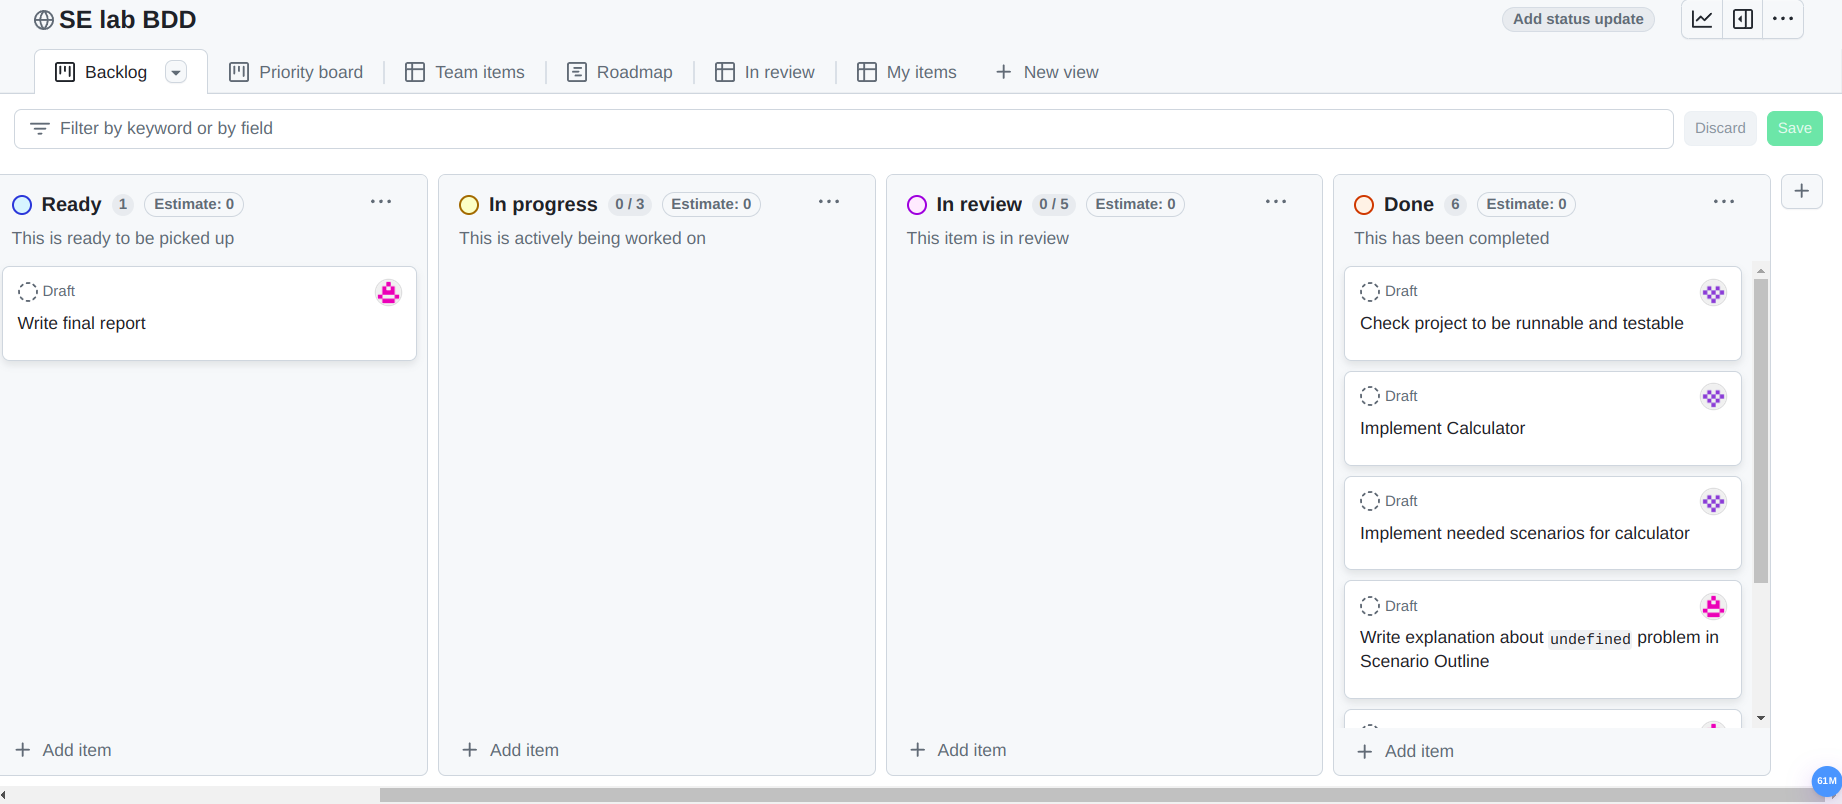 SE lab BDD
Add status update
Backlog
Priority board
Team items
Roadmap
In review
My items
New view
Filter by keyword or by field
Discard
Save
Ready 1 Estimate: 0
This is ready to be picked up
Draft
Write final report
Add item
In progress 0 / 3 Estimate: 0
This is actively being worked on
Add item
In review 0 / 5 Estimate: 0
This item is in review
Add item
Done 6 Estimate: 0
This has been completed
Draft
Check project to be runnable and testable
Draft
Implement Calculator
Draft
Implement needed scenarios for calculator
Draft
Write explanation about undefined problem in
Scenario Outline
Add item
61M